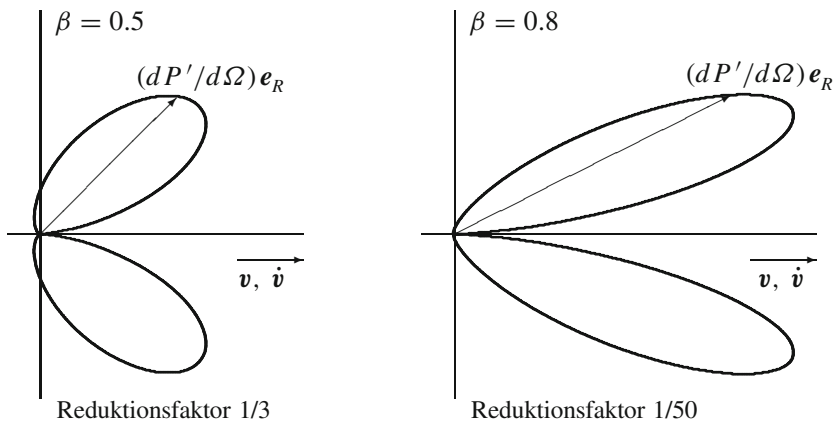 β = 0.5
(dP′/dΩ) e_R
v, v̇
Reduktionsfaktor 1/3
β = 0.8
(dP′/dΩ) e_R
v, v̇
Reduktionsfaktor 1/50